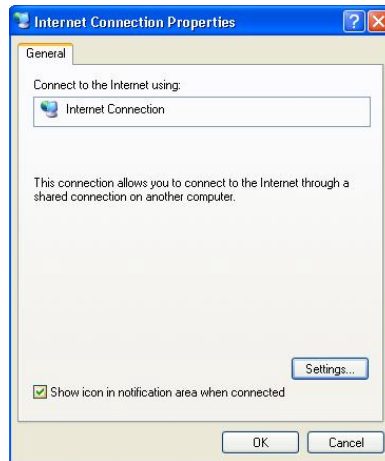 Internet Connection Properties
General
Connect to the Internet using:
Internet Connection
This connection allows you to connect to the Internet through a
shared connection on another computer.
Settings...
Show icon in notification area when connected
OK Cancel